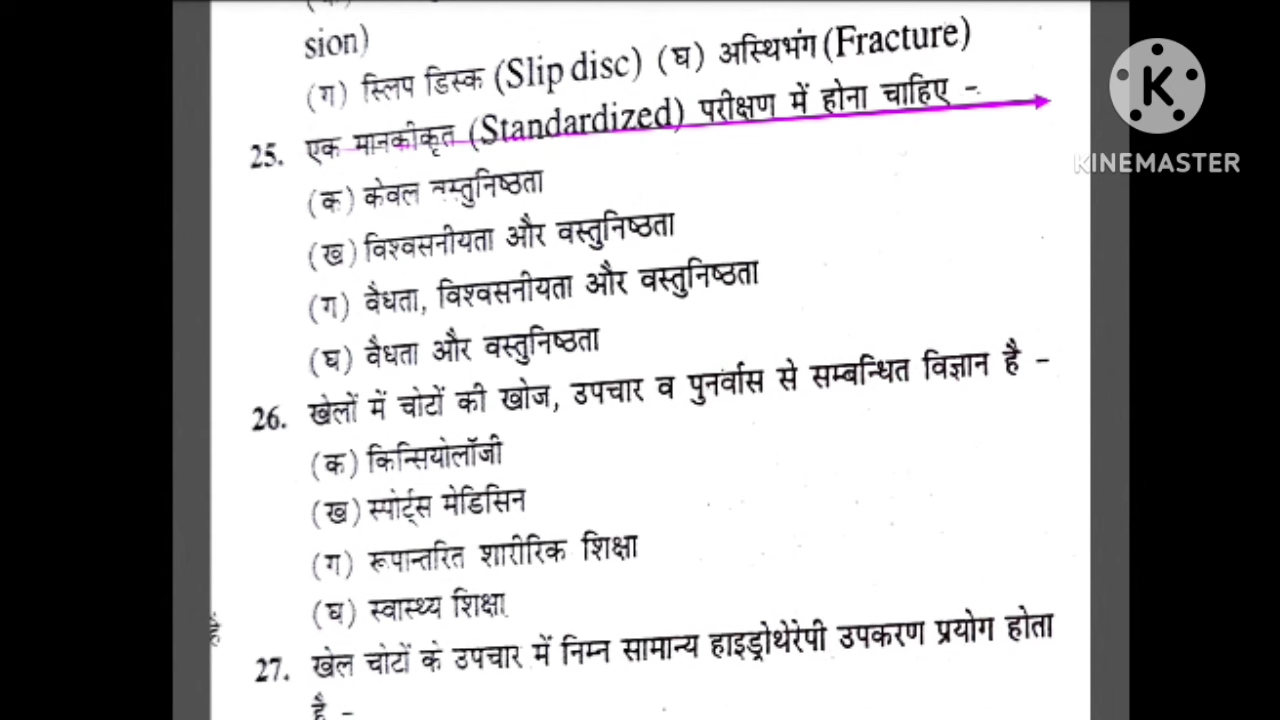 sion)
(ग) स्लिप डिस्क (Slip disc) (घ) अस्थिभंग (Fracture)
25. एक मानकीकृत (Standardized) परीक्षण में होना चाहिए -
(क) केवल वस्तुनिष्ठता
(ख) विश्वसनीयता और वस्तुनिष्ठता
(ग) वैधता, विश्वसनीयता और वस्तुनिष्ठता
(घ) वैधता और वस्तुनिष्ठता
26. खेलों में चोटों की खोज, उपचार व पुनर्वास से सम्बन्धित विज्ञान है -
(क) किन्सियोलॉजी
(ख) स्पोर्ट्स मेडिसिन
(ग) रूपान्तरित शारीरिक शिक्षा
(घ) स्वास्थ्य शिक्षा
27. खेल चोटों के उपचार में निम्न सामान्य हाइड्रोथेरेपी उपकरण प्रयोग होता
है -
K
KINEMASTER